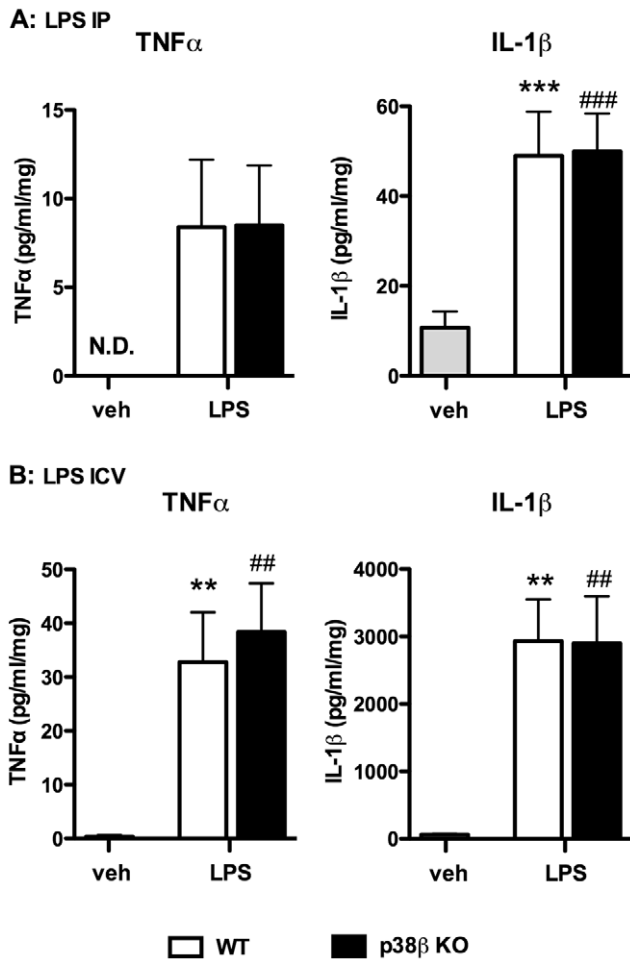 A: LPS IP
TNFα
IL-1β
TNFα (pg/ml/mg)
15
10
5
0
N.D.
veh
LPS
IL-1β (pg/ml/mg)
60
40
20
0
***
###
veh
LPS
B: LPS ICV
TNFα
IL-1β
TNFα (pg/ml/mg)
50
40
30
20
10
0
**
##
veh
LPS
IL-1β (pg/ml/mg)
4000
3000
2000
1000
0
**
##
veh
LPS
WT
p38β KO